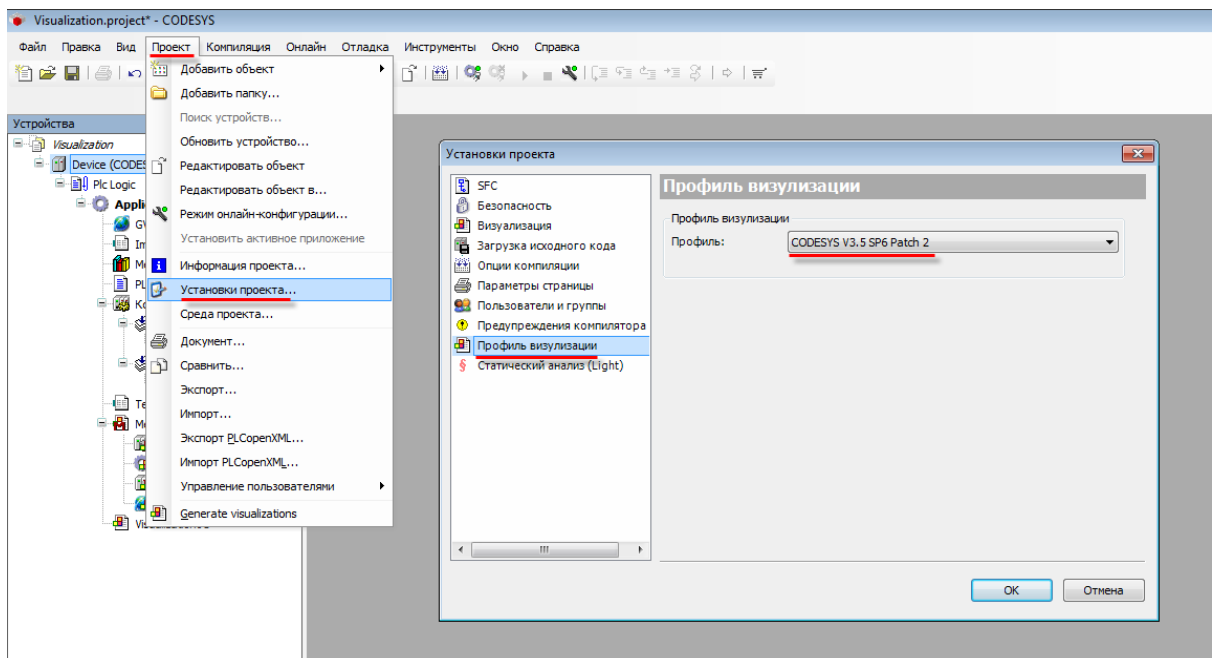 Visualization.project* - CODESYS
Файл Правка Вид Проект Компиляция Онлайн Отладка Инструменты Окно Справка
Устройства
Visualization
Device (CODES
Plc Logic
Appli
Добавить объект
Добавить папку...
Поиск устройств...
Обновить устройство...
Редактировать объект
Редактировать объект в...
Режим онлайн-конфигурации...
Установить активное приложение
Информация проекта...
Установки проекта...
Среда проекта...
Документ...
Сравнить...
Экспорт...
Импорт...
Экспорт PLCopenXML...
Импорт PLCopenXML...
Управление пользователями
Generate visualizations
Установки проекта
SFC
Безопасность
Визуализация
Загрузка исходного кода
Опции компиляции
Параметры страницы
Пользователи и группы
Предупреждения компилятора
Профиль визулизации
Статический анализ (Light)
Профиль визулизации
Профиль визулизации
Профиль: CODESYS V3.5 SP6 Patch 2
OK Отмена